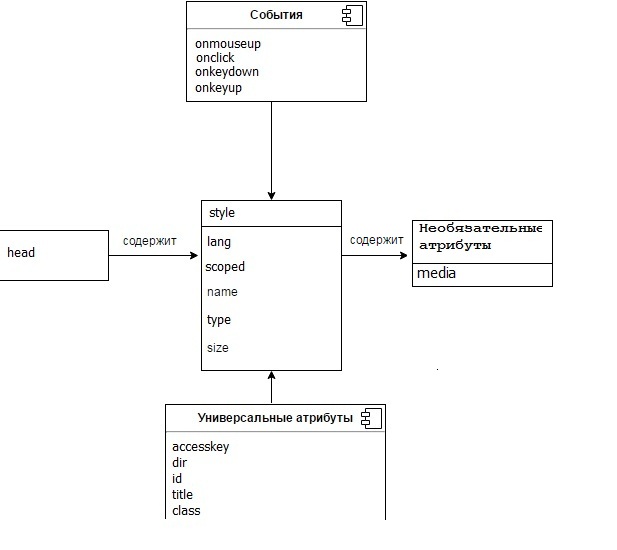 События
onmouseup
onclick
onkeydown
onkeyup
style
head
содержит
lang
scoped
name
type
size
содержит
Необязательные
атрибуты
media
Универсальные атрибуты
accesskey
dir
id
title
class